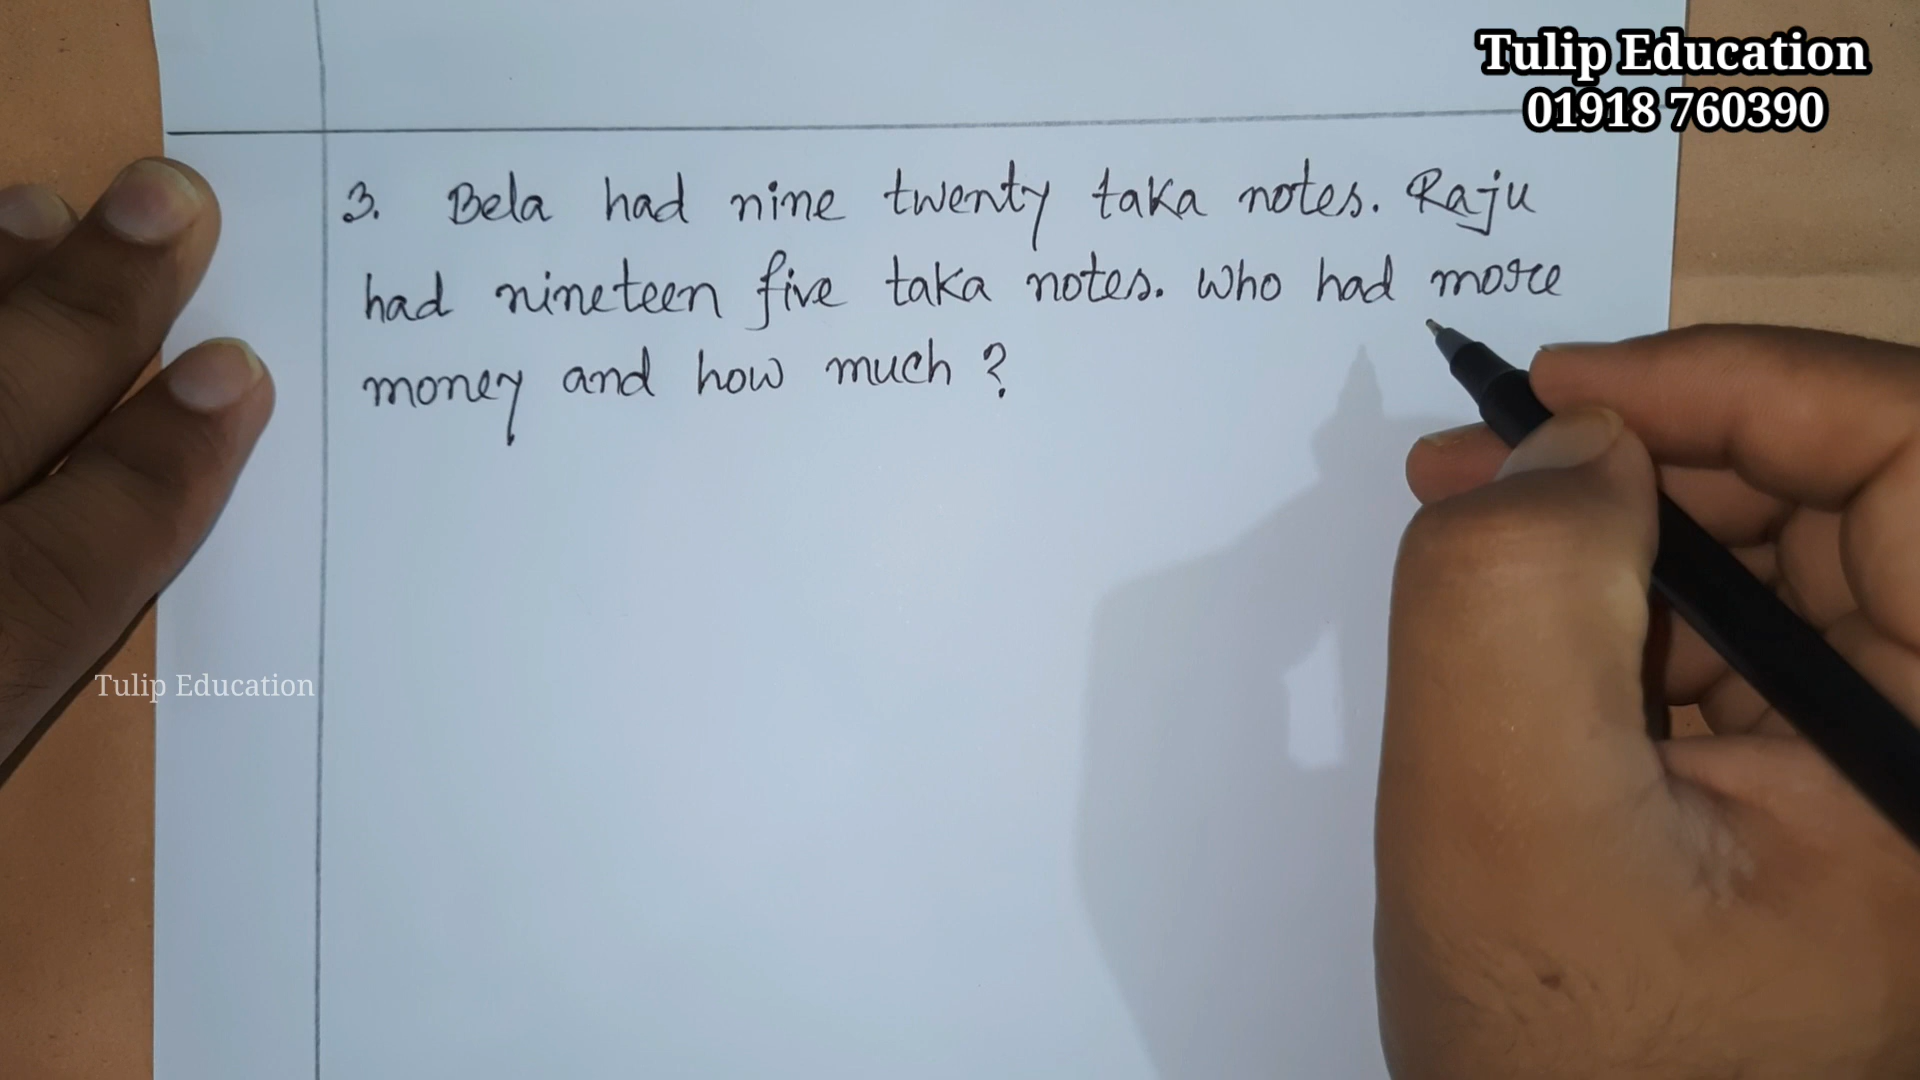 Tulip Education
01918 760390
3. Bela had nine twenty taka notes. Raju
had nineteen five taka notes. Who had more
money and how much ?
Tulip Education